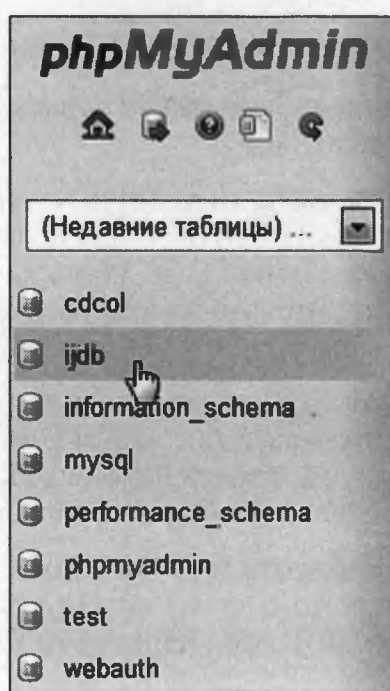 phpMyAdmin
(Недавние таблицы) ...
cdcol
ijdb
information_schema
mysql
performance_schema
phpmyadmin
test
webauth